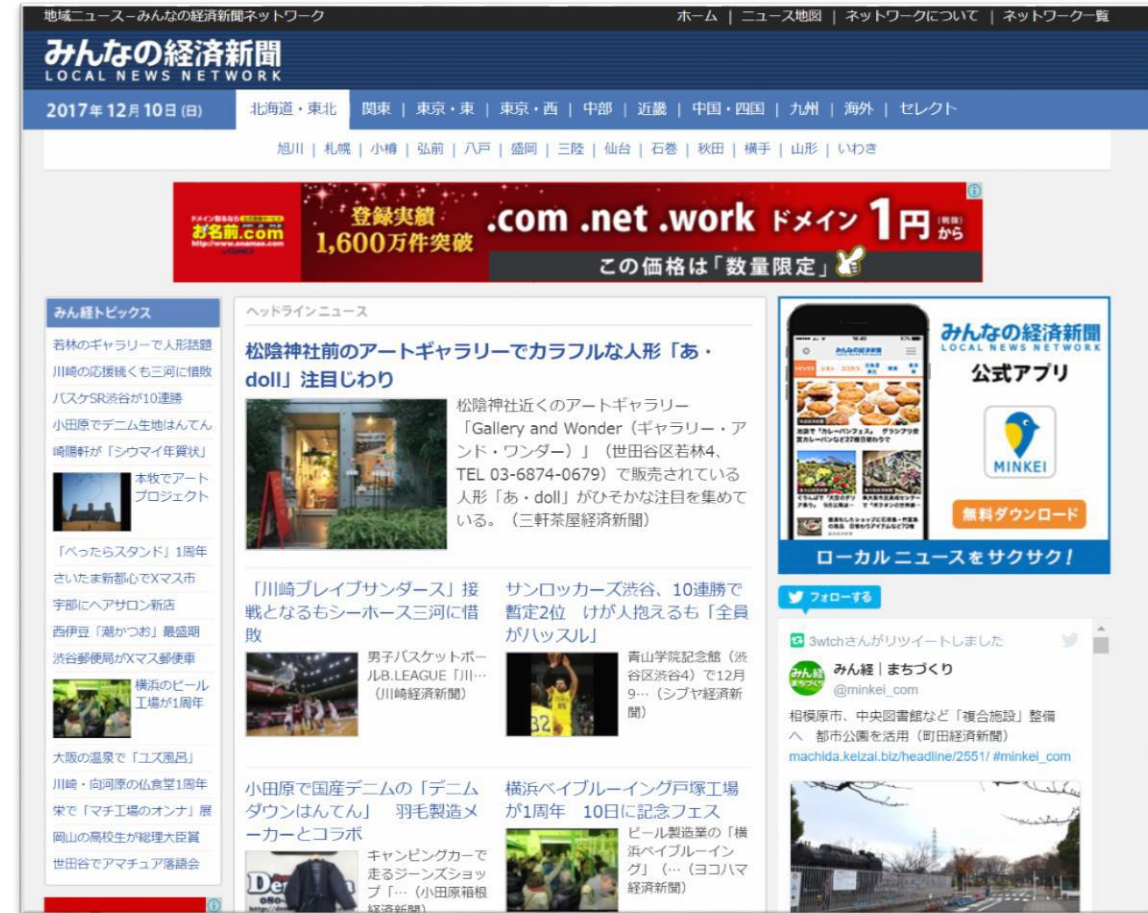 地域ニュース－みんなの経済新聞ネットワーク
ホーム | ニュース地図 | ネットワークについて | ネットワーク一覧
みんなの経済新聞
LOCAL NEWS NETWORK
2017年12月10日(日)
北海道・東北 関東 | 東京・東 | 東京・西 | 中部 | 近畿 | 中国・四国 | 九州 | 海外 | セレクト
旭川 | 札幌 | 小樽 | 弘前 | 八戸 | 盛岡 | 三陸 | 仙台 | 石巻 | 秋田 | 横手 | 山形 | いわき
ドメイン取るなら
お名前.com
http://www.onamae.com
登録実績
1,600万件突破
.com .net .work ドメイン 1円(税抜)から
この価格は「数量限定」
みん経トピックス
若林のギャラリーで人形話題
川崎の応援続くも三河に惜敗
バスケSR渋谷が10連勝
小田原でデニム生地はんてん
崎陽軒が「シウマイ年賀状」
本牧でアート
プロジェクト
「べったらスタンド」1周年
さいたま新都心でXマス市
宇部にヘアサロン新店
西伊豆「潮かつお」最盛期
渋谷郵便局がXマス郵便車
横浜のビール
工場が1周年
大阪の温泉で「ユズ風呂」
川崎・向河原の仏食堂1周年
栄で「マチ工場のオンナ」展
岡山の高校生が総理大臣賞
世田谷でアマチュア落語会
ヘッドラインニュース
松陰神社前のアートギャラリーでカラフルな人形「あ・
doll」注目じわり
松陰神社近くのアートギャラリー
「Gallery and Wonder（ギャラリー・ア
ンド・ワンダー）」（世田谷区若林4、
TEL 03-6874-0679）で販売されている
人形「あ・doll」がひそかな注目を集めて
いる。（三軒茶屋経済新聞）
「川崎ブレイブサンダース」接
戦となるもシーホース三河に惜
敗
男子バスケットボー
ルB.LEAGUE「川…
（川崎経済新聞）
サンロッカーズ渋谷、10連勝で
暫定2位　けが人抱えるも「全員
がハッスル」
32
青山学院記念館（渋
谷区渋谷4）で12月
9…（シブヤ経済新
聞）
小田原で国産デニムの「デニム
ダウンはんてん」　羽毛製造メ
ーカーとコラボ
キャンピングカーで
走るジーンズショッ
プ「…（小田原箱根
経済新聞）
横浜ベイブルーイング戸塚工場
が1周年　10日に記念フェス
ビール製造業の「横
浜ベイブルーイン
グ」（…（ヨコハマ
経済新聞）
みんなの経済新聞
LOCAL NEWS NETWORK
公式アプリ
MINKEI
無料ダウンロード
ローカルニュースをサクサク！
フォローする
3wtchさんがリツイートしました
みん経
まちづくり
みん経｜まちづくり
@minkei_com
相模原市、中央図書館など「複合施設」整備
へ　都市公園を活用（町田経済新聞）
machida.keizai.biz/headline/2551/ #minkei_com